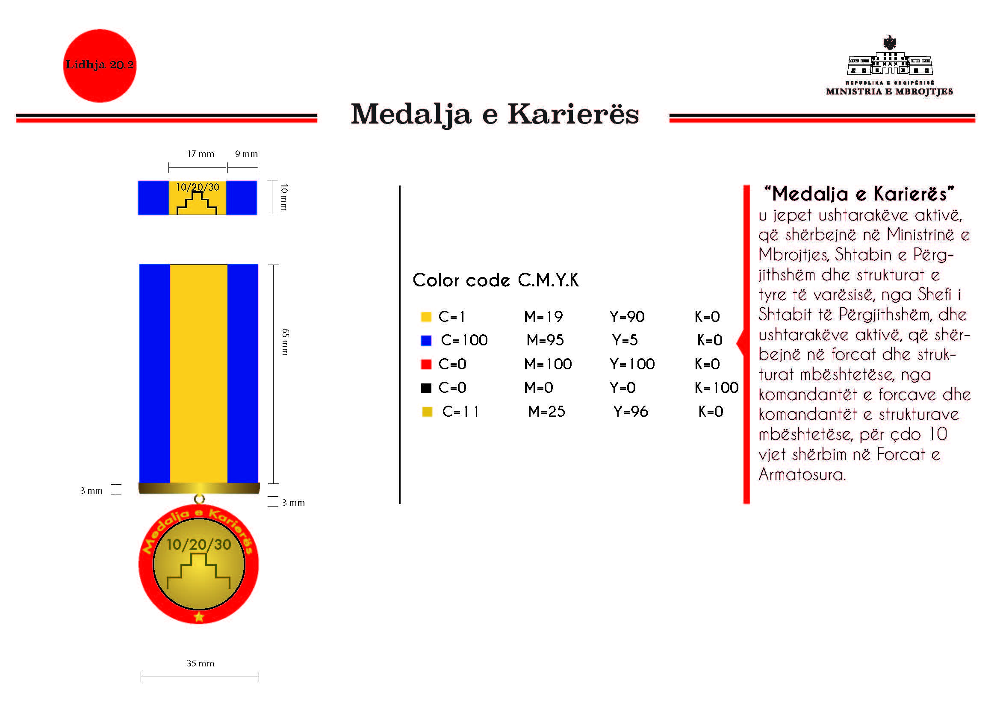 Lidhja 20.2
REPUBLIKA E SHQIPËRISË
MINISTRIA E MBROJTJES
Medalja e Karierës
17 mm 9 mm
10/20/30
10 mm
65 mm
3 mm
3 mm
Medalja e Karierës
10/20/30
35 mm
Color code C.M.Y.K
C=1 M=19 Y=90 K=0
C=100 M=95 Y=5 K=0
C=0 M=100 Y=100 K=0
C=0 M=0 Y=0 K=100
C=11 M=25 Y=96 K=0
“Medalja e Karierës”
u jepet ushtarakëve aktivë,
që shërbejnë në Ministrinë e
Mbrojtjes, Shtabin e Përg-
jithshëm dhe strukturat e
tyre të varësisë, nga Shefi i
Shtabit të Përgjithshëm, dhe
ushtarakëve aktivë, që shër-
bejnë në forcat dhe struk-
turat mbështetëse, nga
komandantët e forcave dhe
komandantët e strukturave
mbështetëse, për çdo 10
vjet shërbim në Forcat e
Armatosura.